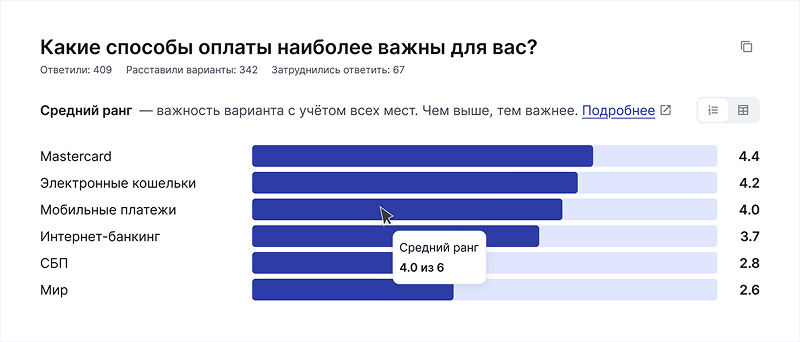 Какие способы оплаты наиболее важны для вас?
Ответили: 409 Расставили варианты: 342 Затруднились ответить: 67
Средний ранг — важность варианта с учётом всех мест. Чем выше, тем важнее. Подробнее
Mastercard 4.4
Электронные кошельки 4.2
Мобильные платежи 4.0
Интернет-банкинг 3.7
Средний ранг
4.0 из 6
СБП 2.8
Мир 2.6